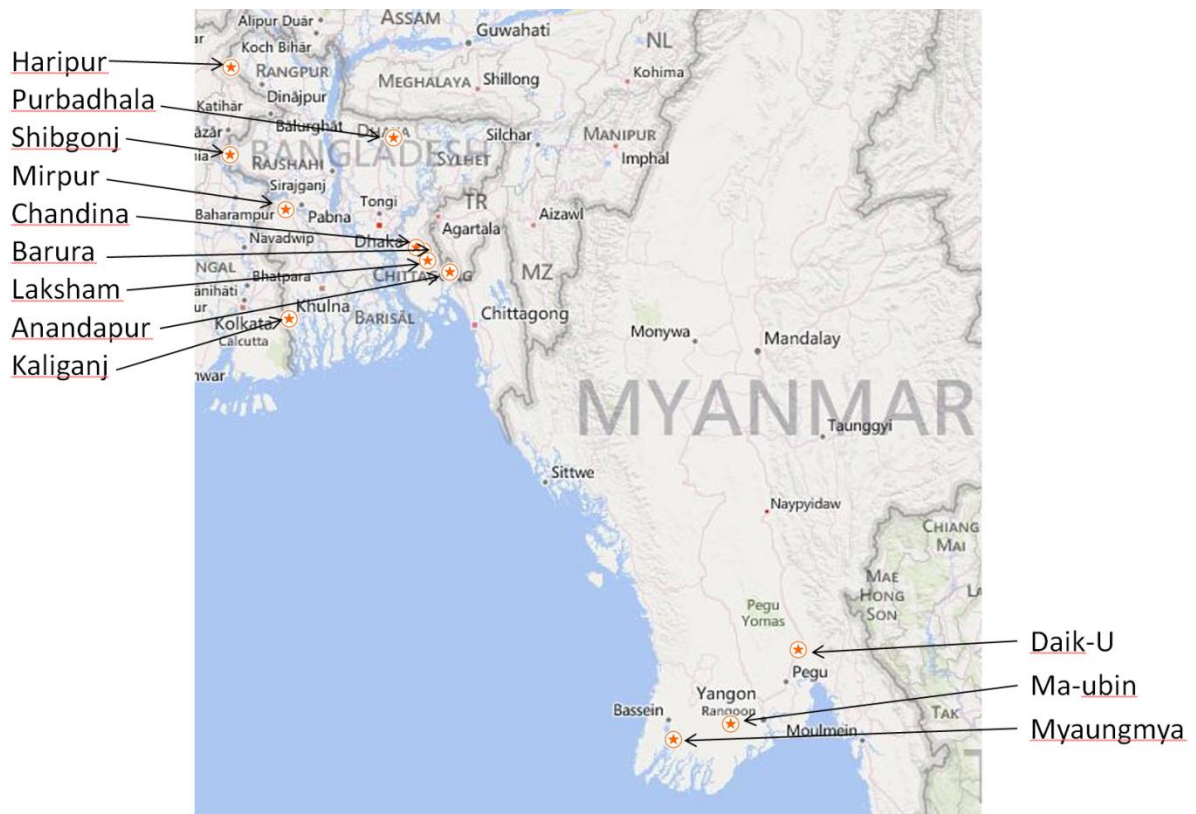 Haripur
Purbadhala
Shibgonj
Mirpur
Chandina
Barura
Laksham
Anandapur
Kaliganj
Alipur Duār
ASSAM
Guwahati
NL
Koch Bihār
RANGPUR
MEGHALAYA
Shillong
Kohima
Dinājpur
Katihār
Bālurghāt
Silchar
MANIPUR
BANGLADESH
RAJSHAHI
SYLHET
Imphal
Sirajganj
Tongi
TR
Aizawl
Baharampur
Pabna
Agartala
Navadwip
Dhaka
MZ
Bhatpara
Khulna
BARISĀL
Chittagong
Kolkata
Calcutta
Monywa
Mandalay
MYANMAR
Taunggyi
Sittwe
Naypyidaw
CHIANG
MAI
MAE
HONG
SON
Pegu
Yomas
Pegu
Yangon
Rangoon
Bassein
Moulmein
TAK
Daik-U
Ma-ubin
Myaungmya